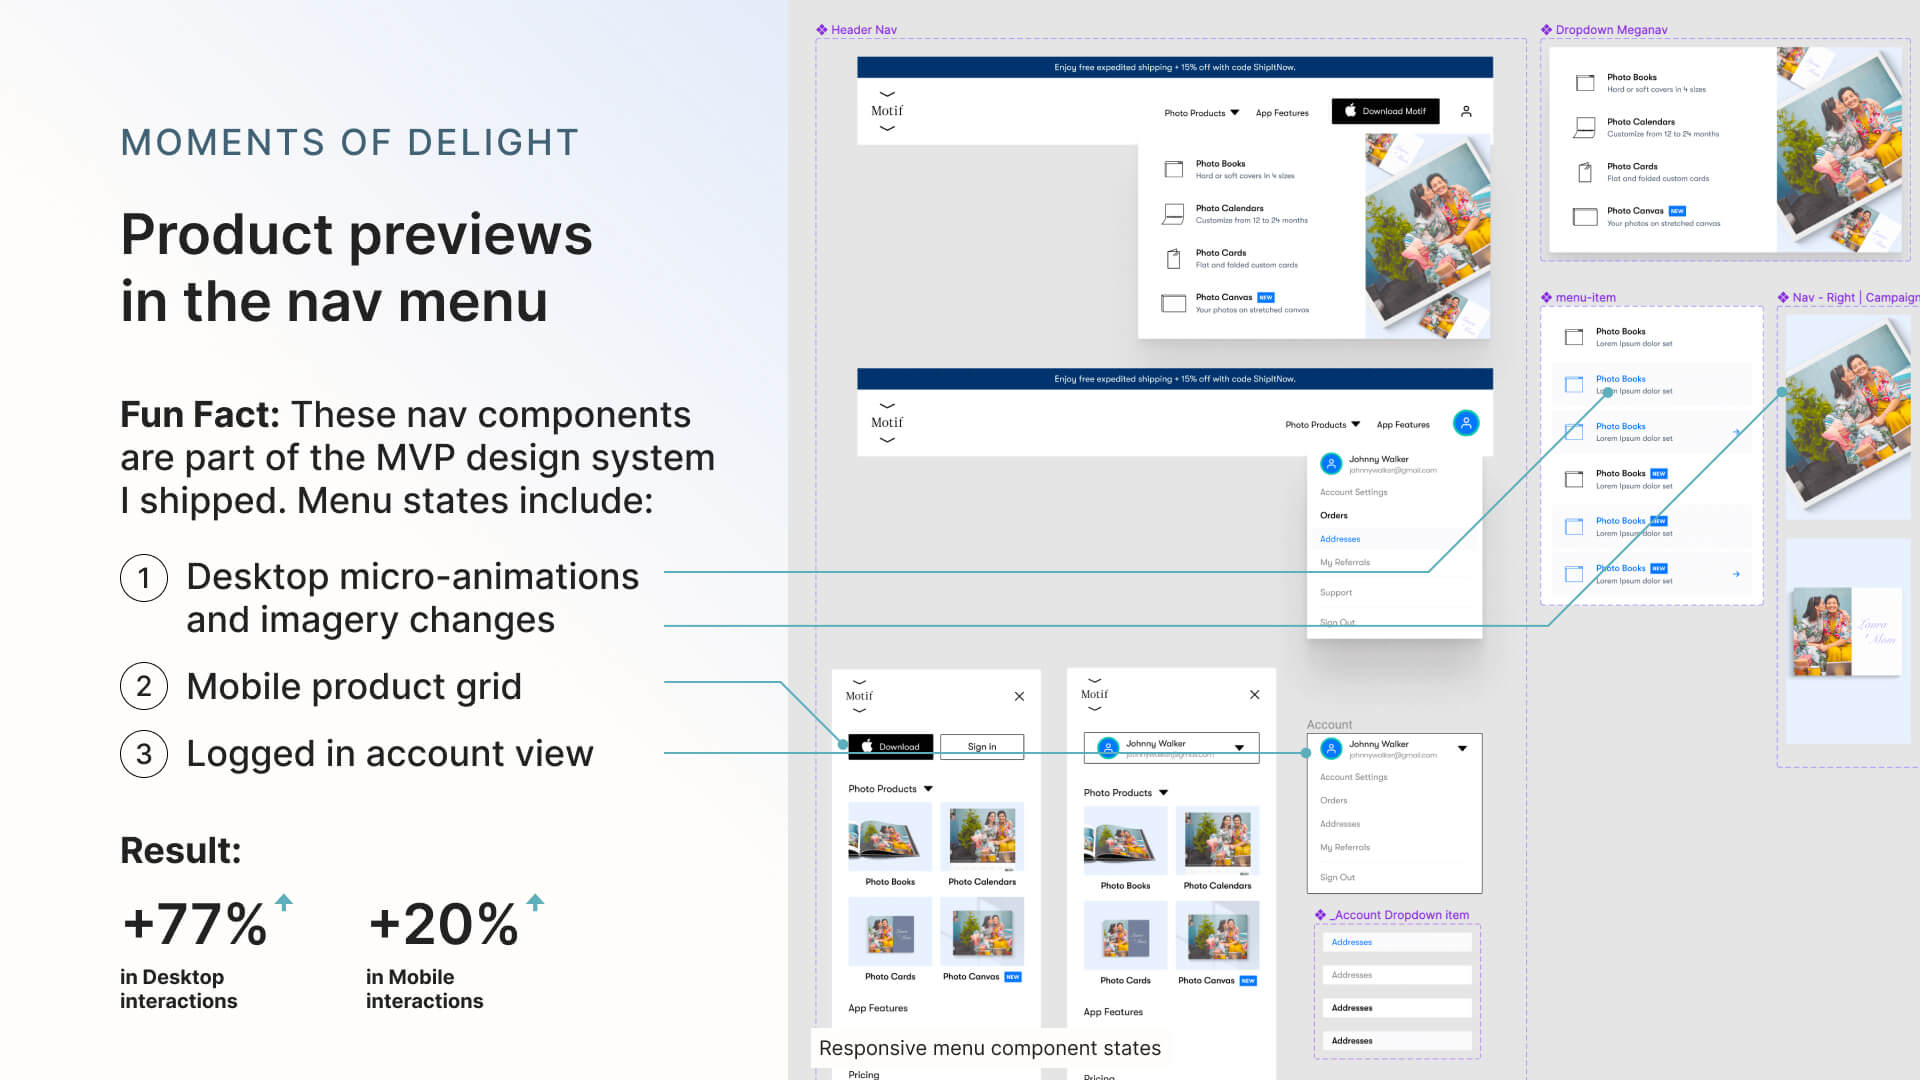 MOMENTS OF DELIGHT
Product previews
in the nav menu
Fun Fact: These nav components
are part of the MVP design system
I shipped. Menu states include:
1 Desktop micro-animations
and imagery changes
2 Mobile product grid
3 Logged in account view
Result:
+77%
in Desktop
interactions
+20%
in Mobile
interactions
Header Nav
Enjoy free expedited shipping + 15% off with code ShipItNow.
Motif
Photo Products
App Features
Download Motif
Photo Books
Hard or soft covers in 4 sizes
Photo Calendars
Customize from 12 to 24 months
Photo Cards
Flat and folded custom cards
Photo Canvas NEW
Your photos on stretched canvas
Enjoy free expedited shipping + 15% off with code ShipItNow.
Motif
Photo Products
App Features
Johnny Walker
johnnywalker@gmail.com
Account Settings
Orders
Addresses
My Referrals
Support
Sign Out
Motif
Download
Sign in
Photo Products
Photo Books
Photo Calendars
Photo Cards
Photo Canvas NEW
App Features
Pricing
Motif
Johnny Walker
johnnywalker@gmail.com
Photo Products
Photo Books
Photo Calendars
Photo Cards
Photo Canvas NEW
App Features
Pricing
Responsive menu component states
Account
Johnny Walker
johnnywalker@gmail.com
Account Settings
Orders
Addresses
My Referrals
Sign Out
_Account Dropdown item
Addresses
Addresses
Addresses
Addresses
Dropdown Meganav
Photo Books
Hard or soft covers in 4 sizes
Photo Calendars
Customize from 12 to 24 months
Photo Cards
Flat and folded custom cards
Photo Canvas NEW
Your photos on stretched canvas
menu-item
Photo Books
Lorem Ipsum dolor set
Photo Books
Lorem Ipsum dolor set
Photo Books
Lorem Ipsum dolor set
Photo Books NEW
Lorem Ipsum dolor set
Photo Books NEW
Lorem Ipsum dolor set
Photo Books NEW
Lorem Ipsum dolor set
Nav - Right | Campaign
Laura
Mom